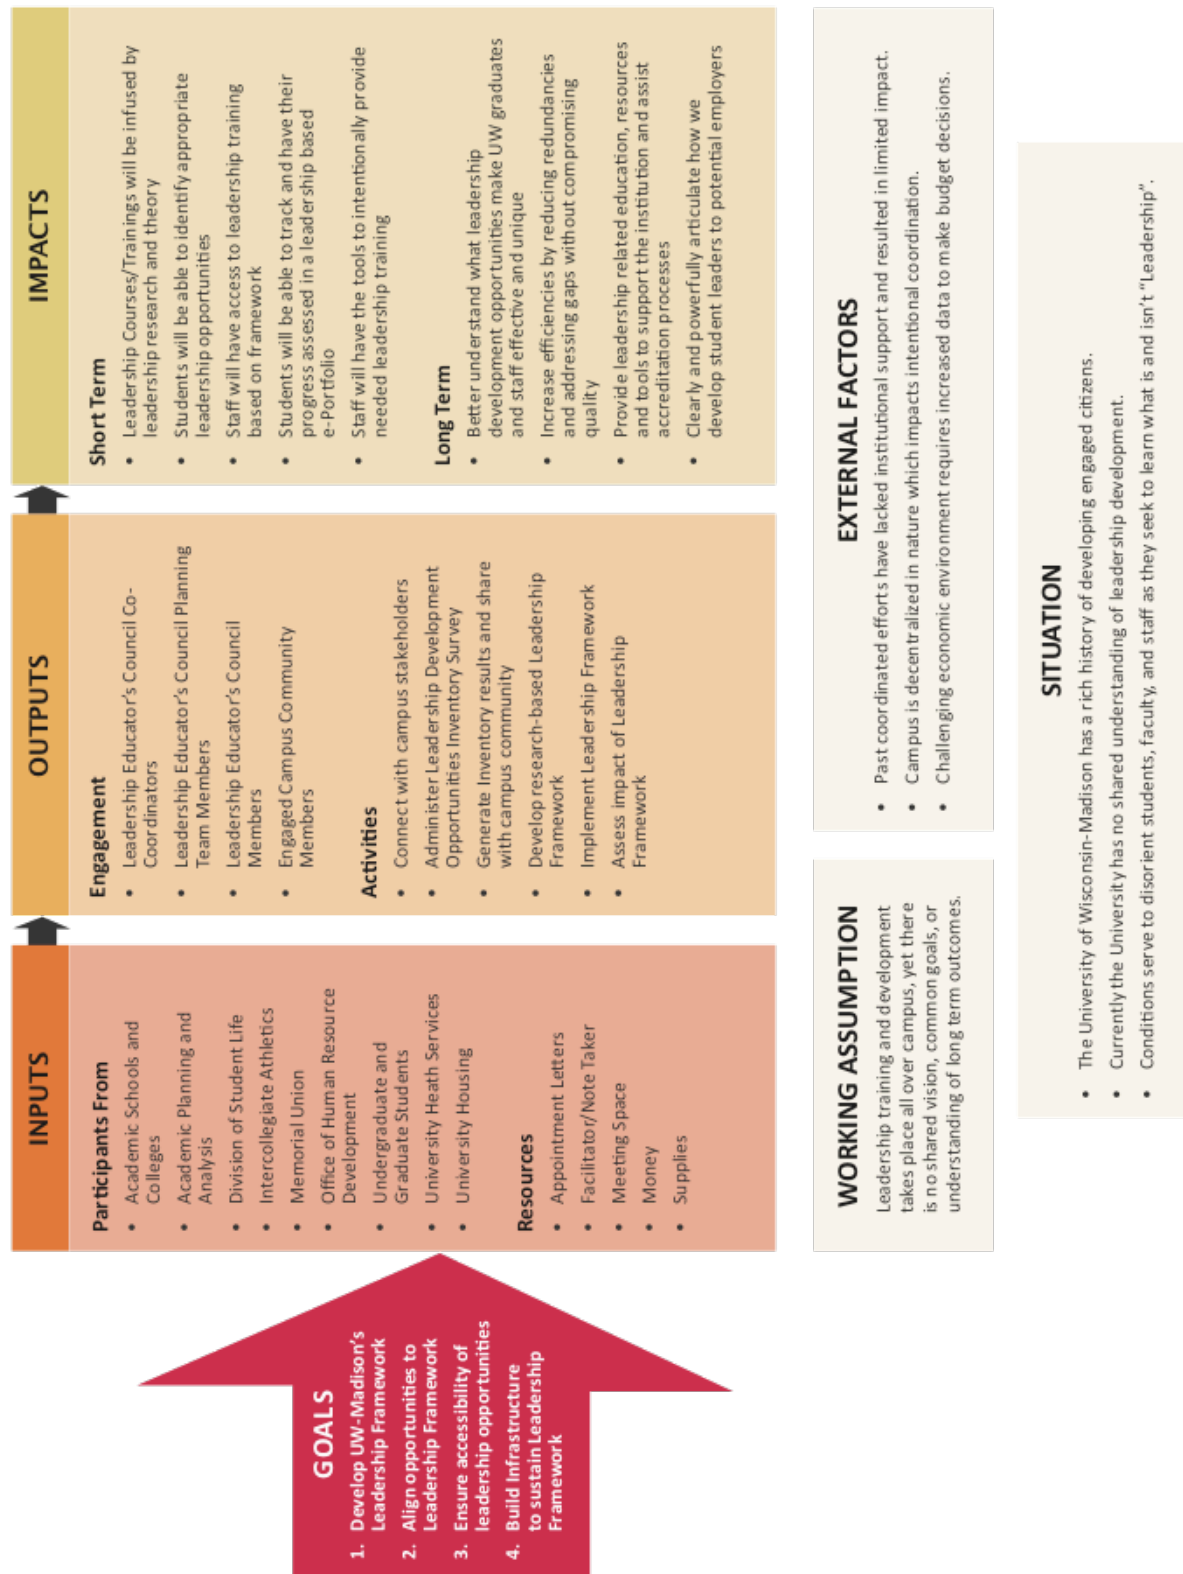 GOALS
1. Develop UW-Madison's
Leadership Framework
2. Align opportunities to
Leadership Framework
3. Ensure accessibility of
leadership opportunities
4. Build Infrastructure
to sustain Leadership
Framework
INPUTS
Participants From
• Academic Schools and
Colleges
• Academic Planning and
Analysis
• Division of Student Life
• Intercollegiate Athletics
• Memorial Union
• Office of Human Resource
Development
• Undergraduate and
Graduate Students
• University Heath Services
• University Housing
Resources
• Appointment Letters
• Facilitator/Note Taker
• Meeting Space
• Money
• Supplies
OUTPUTS
Engagement
• Leadership Educator's Council Co-
Coordinators
• Leadership Educator's Council Planning
Team Members
• Leadership Educator's Council
Members
• Engaged Campus Community
Members
Activities
• Connect with campus stakeholders
• Administer Leadership Development
Opportunities Inventory Survey
• Generate Inventory results and share
with campus community
• Develop research-based Leadership
Framework
• Implement Leadership Framework
• Assess impact of Leadership
Framework
IMPACTS
Short Term
• Leadership Courses/Trainings will be infused by
leadership research and theory
• Students will be able to identify appropriate
leadership opportunities
• Staff will have access to leadership training
based on framework
• Students will be able to track and have their
progress assessed in a leadership based
e-Portfolio
• Staff will have the tools to intentionally provide
needed leadership training
Long Term
• Better understand what leadership
development opportunities make UW graduates
and staff effective and unique
• Increase efficiencies by reducing redundancies
and addressing gaps without compromising
quality
• Provide leadership related education, resources
and tools to support the institution and assist
accreditation processes
• Clearly and powerfully articulate how we
develop student leaders to potential employers
WORKING ASSUMPTION
Leadership training and development
takes place all over campus, yet there
is no shared vision, common goals, or
understanding of long term outcomes.
EXTERNAL FACTORS
• Past coordinated efforts have lacked institutional support and resulted in limited impact.
• Campus is decentralized in nature which impacts intentional coordination.
• Challenging economic environment requires increased data to make budget decisions.
SITUATION
• The University of Wisconsin-Madison has a rich history of developing engaged citizens.
• Currently the University has no shared understanding of leadership development.
• Conditions serve to disorient students, faculty, and staff as they seek to learn what is and isn't "Leadership".